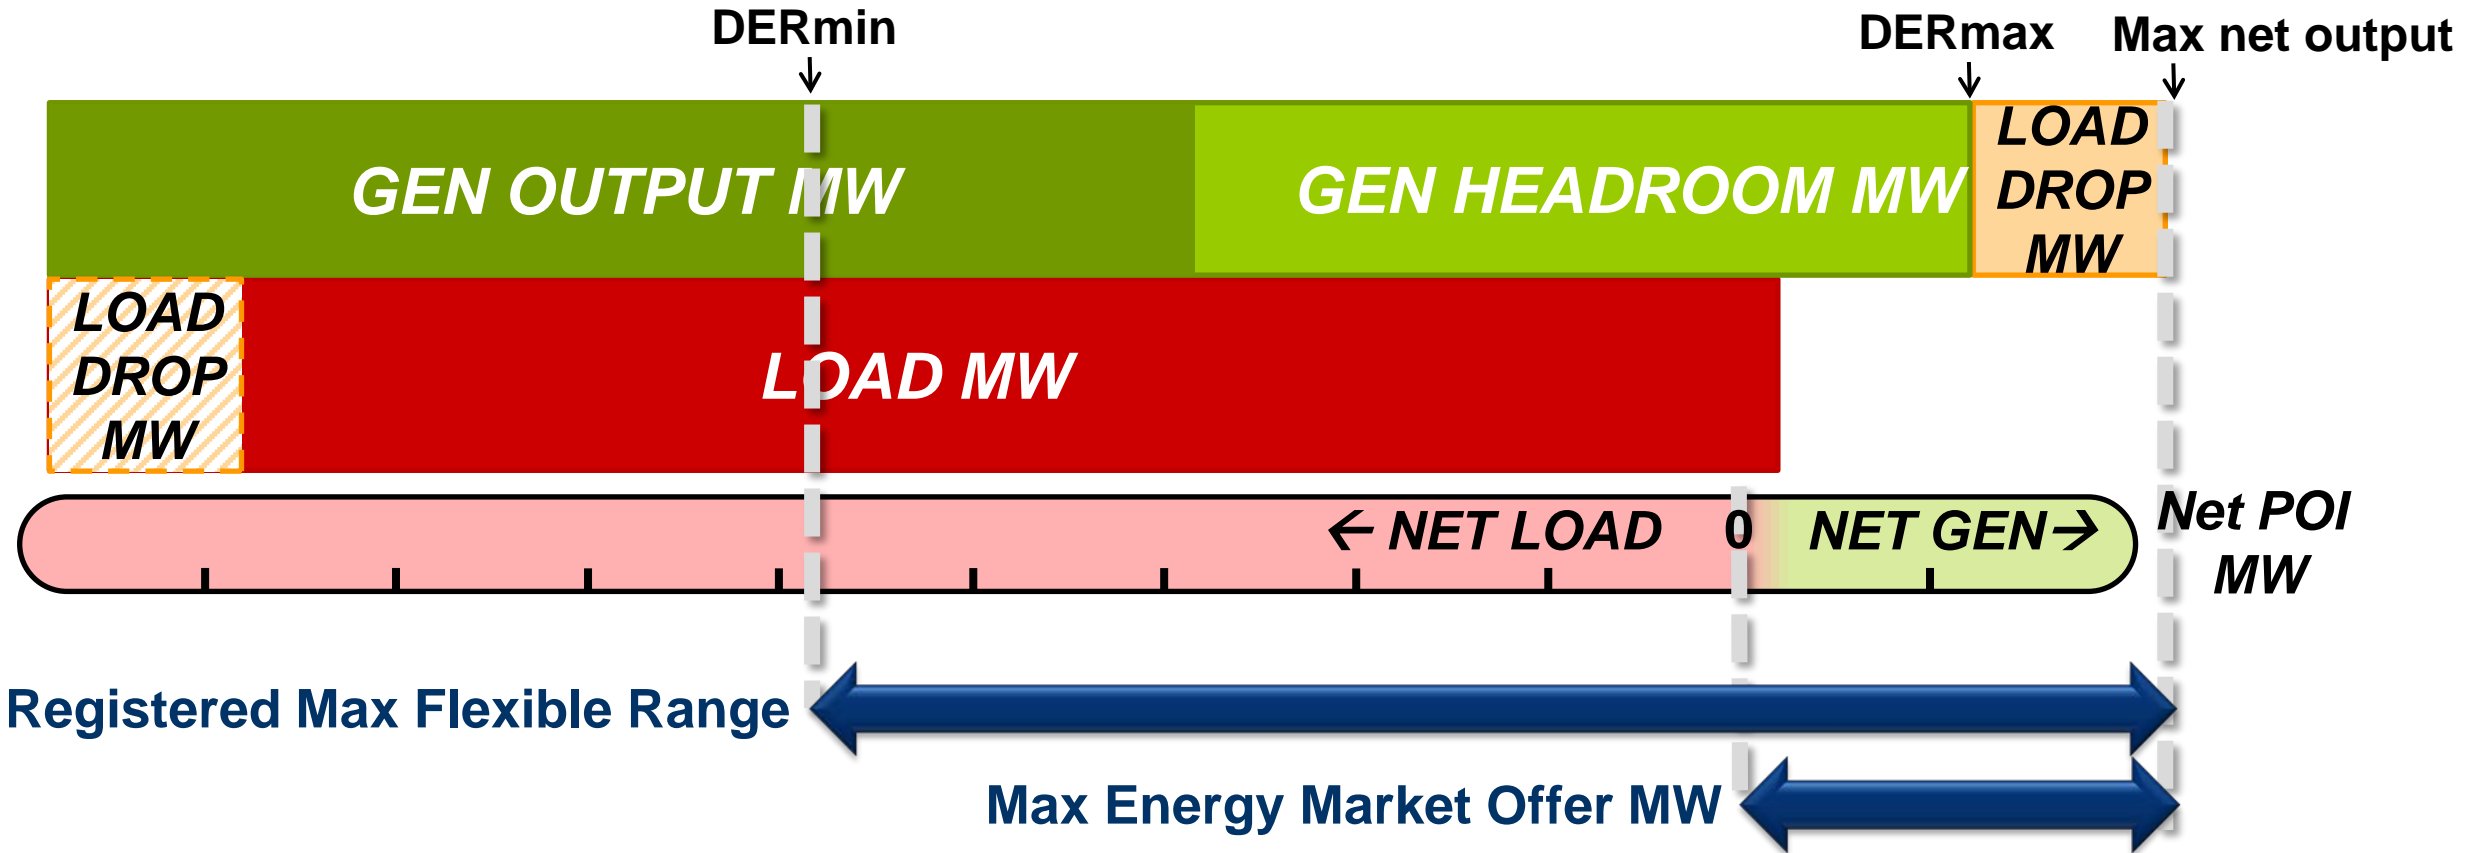 DERmin
DERmax
Max net output
GEN OUTPUT MW
GEN HEADROOM MW
LOAD
DROP
MW
LOAD
DROP
MW
LOAD MW
← NET LOAD
0
NET GEN→
Net POI
MW
Registered Max Flexible Range
Max Energy Market Offer MW